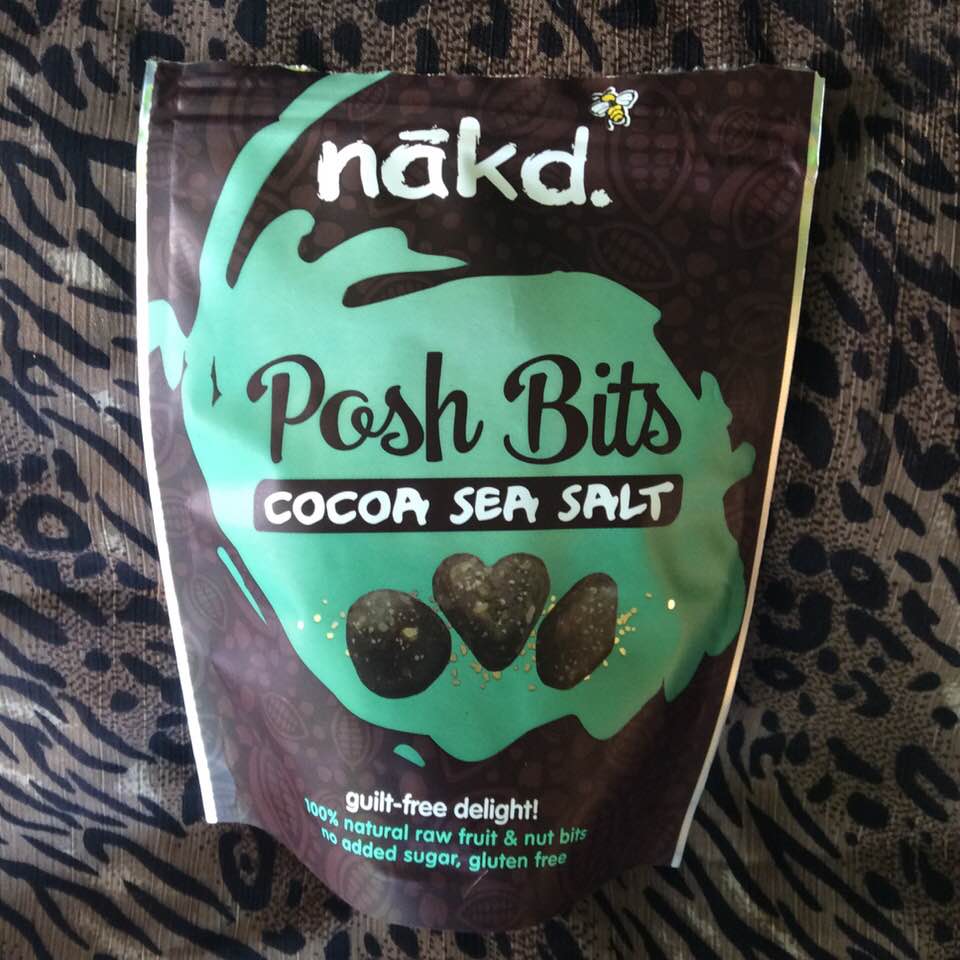 nākd.
Posh Bits
COCOA SEA SALT
guilt-free delight!
100% natural raw fruit & nut bits
no added sugar, gluten free